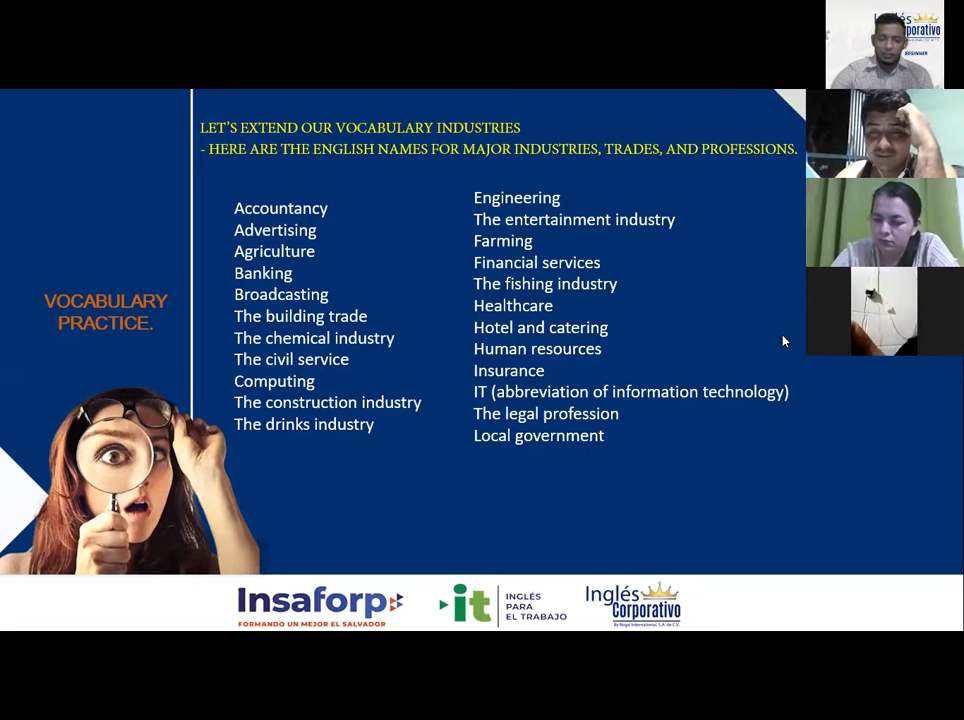 Inglés
Corporativo
BEGINNER
LET'S EXTEND OUR VOCABULARY INDUSTRIES
- HERE ARE THE ENGLISH NAMES FOR MAJOR INDUSTRIES, TRADES, AND PROFESSIONS.
VOCABULARY
PRACTICE.
Accountancy
Advertising
Agriculture
Banking
Broadcasting
The building trade
The chemical industry
The civil service
Computing
The construction industry
The drinks industry
Engineering
The entertainment industry
Farming
Financial services
The fishing industry
Healthcare
Hotel and catering
Human resources
Insurance
IT (abbreviation of information technology)
The legal profession
Local government
Insaforp
FORMANDO UN MEJOR EL SALVADOR
it
INGLÉS
PARA
EL TRABAJO
Inglés
Corporativo
By Regal International, S.A. de C.V.